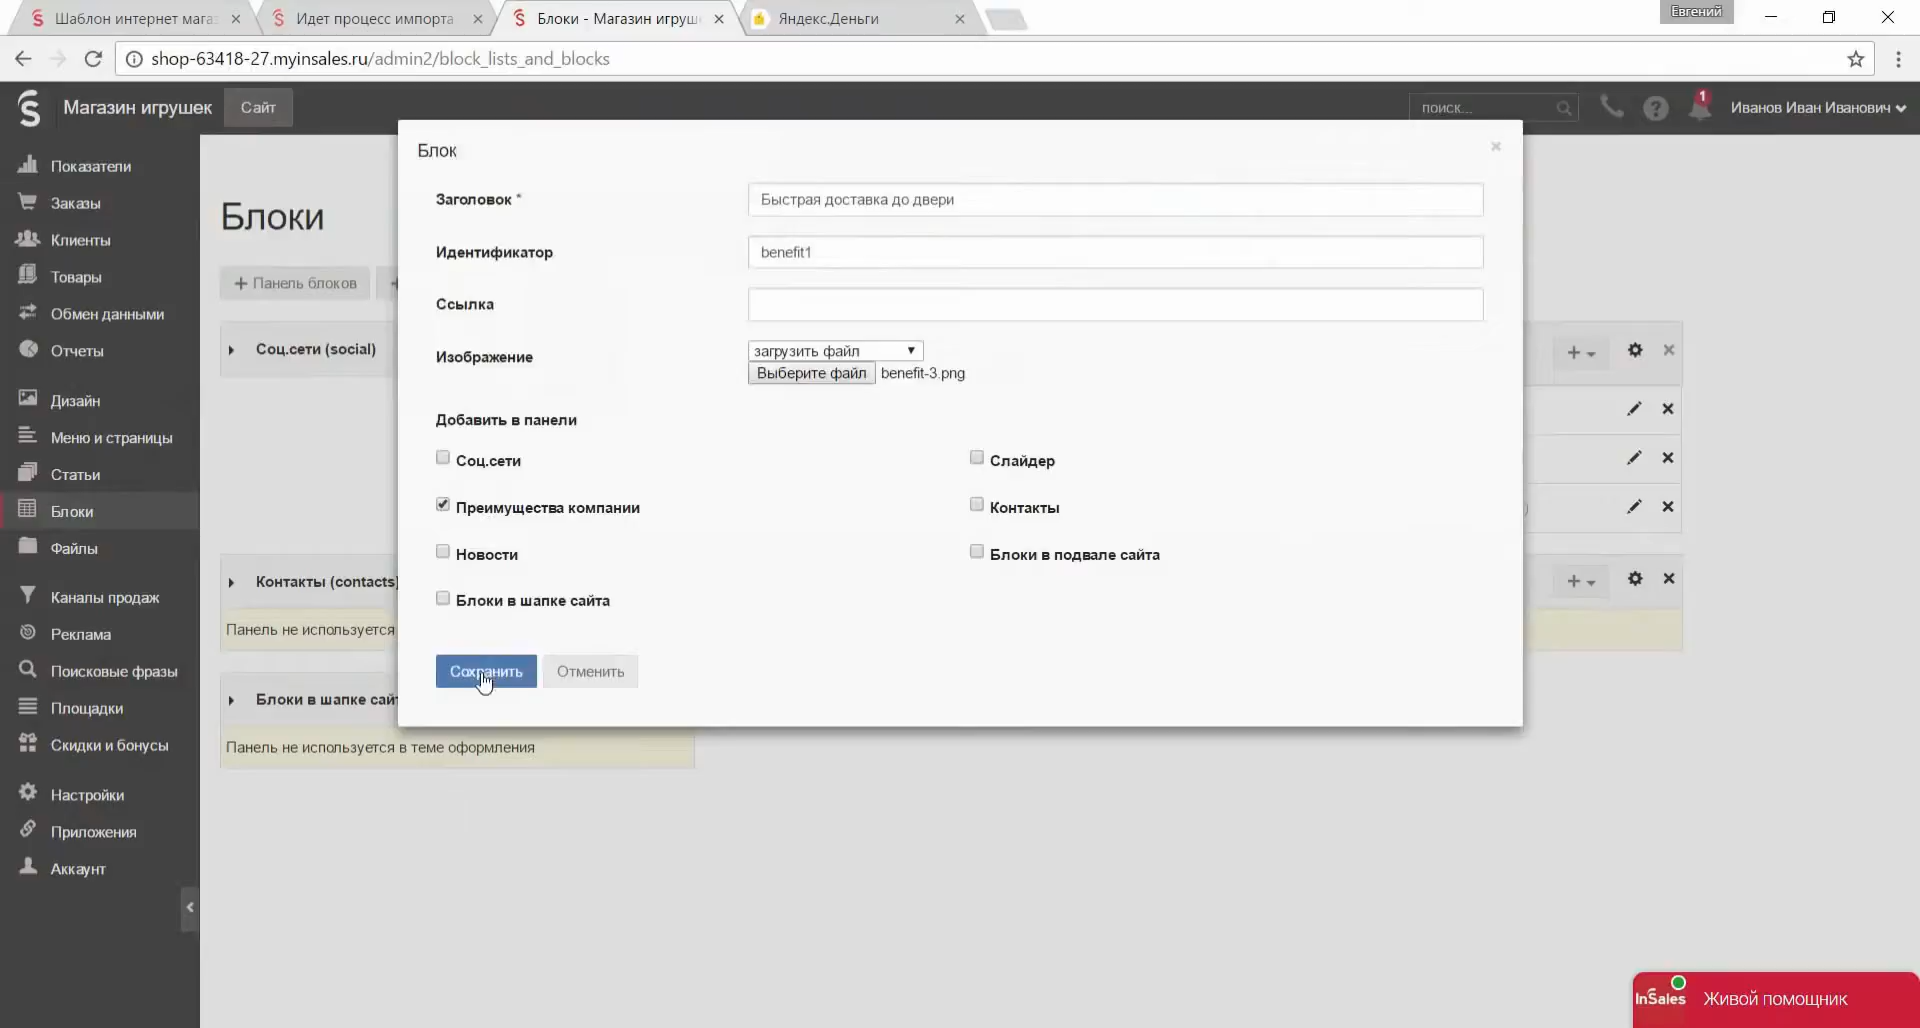 Шаблон интернет мага
Идет процесс импорта
Блоки - Магазин игруш
Яндекс.Деньги
Евгений
shop-63418-27.myinsales.ru/admin2/block_lists_and_blocks
Магазин игрушек
Сайт
поиск...
1
Иванов Иван Иванович
Показатели
Заказы
Клиенты
Товары
Обмен данными
Отчеты
Дизайн
Меню и страницы
Статьи
Блоки
Файлы
Каналы продаж
Реклама
Поисковые фразы
Площадки
Скидки и бонусы
Настройки
Приложения
Аккаунт
Блоки
+ Панель блоков
+
Соц.сети (social)
Контакты (contacts)
Панель не используется
Блоки в шапке сайт
Панель не используется в теме оформления
Блок
Заголовок *
Быстрая доставка до двери
Идентификатор
benefit1
Ссылка
Изображение
загрузить файл
Выберите файл benefit-3.png
Добавить в панели
Соц.сети
Слайдер
Преимущества компании
Контакты
Новости
Блоки в подвале сайта
Блоки в шапке сайта
Сохранить
Отменить
+
)
+
InSales
Живой помощник